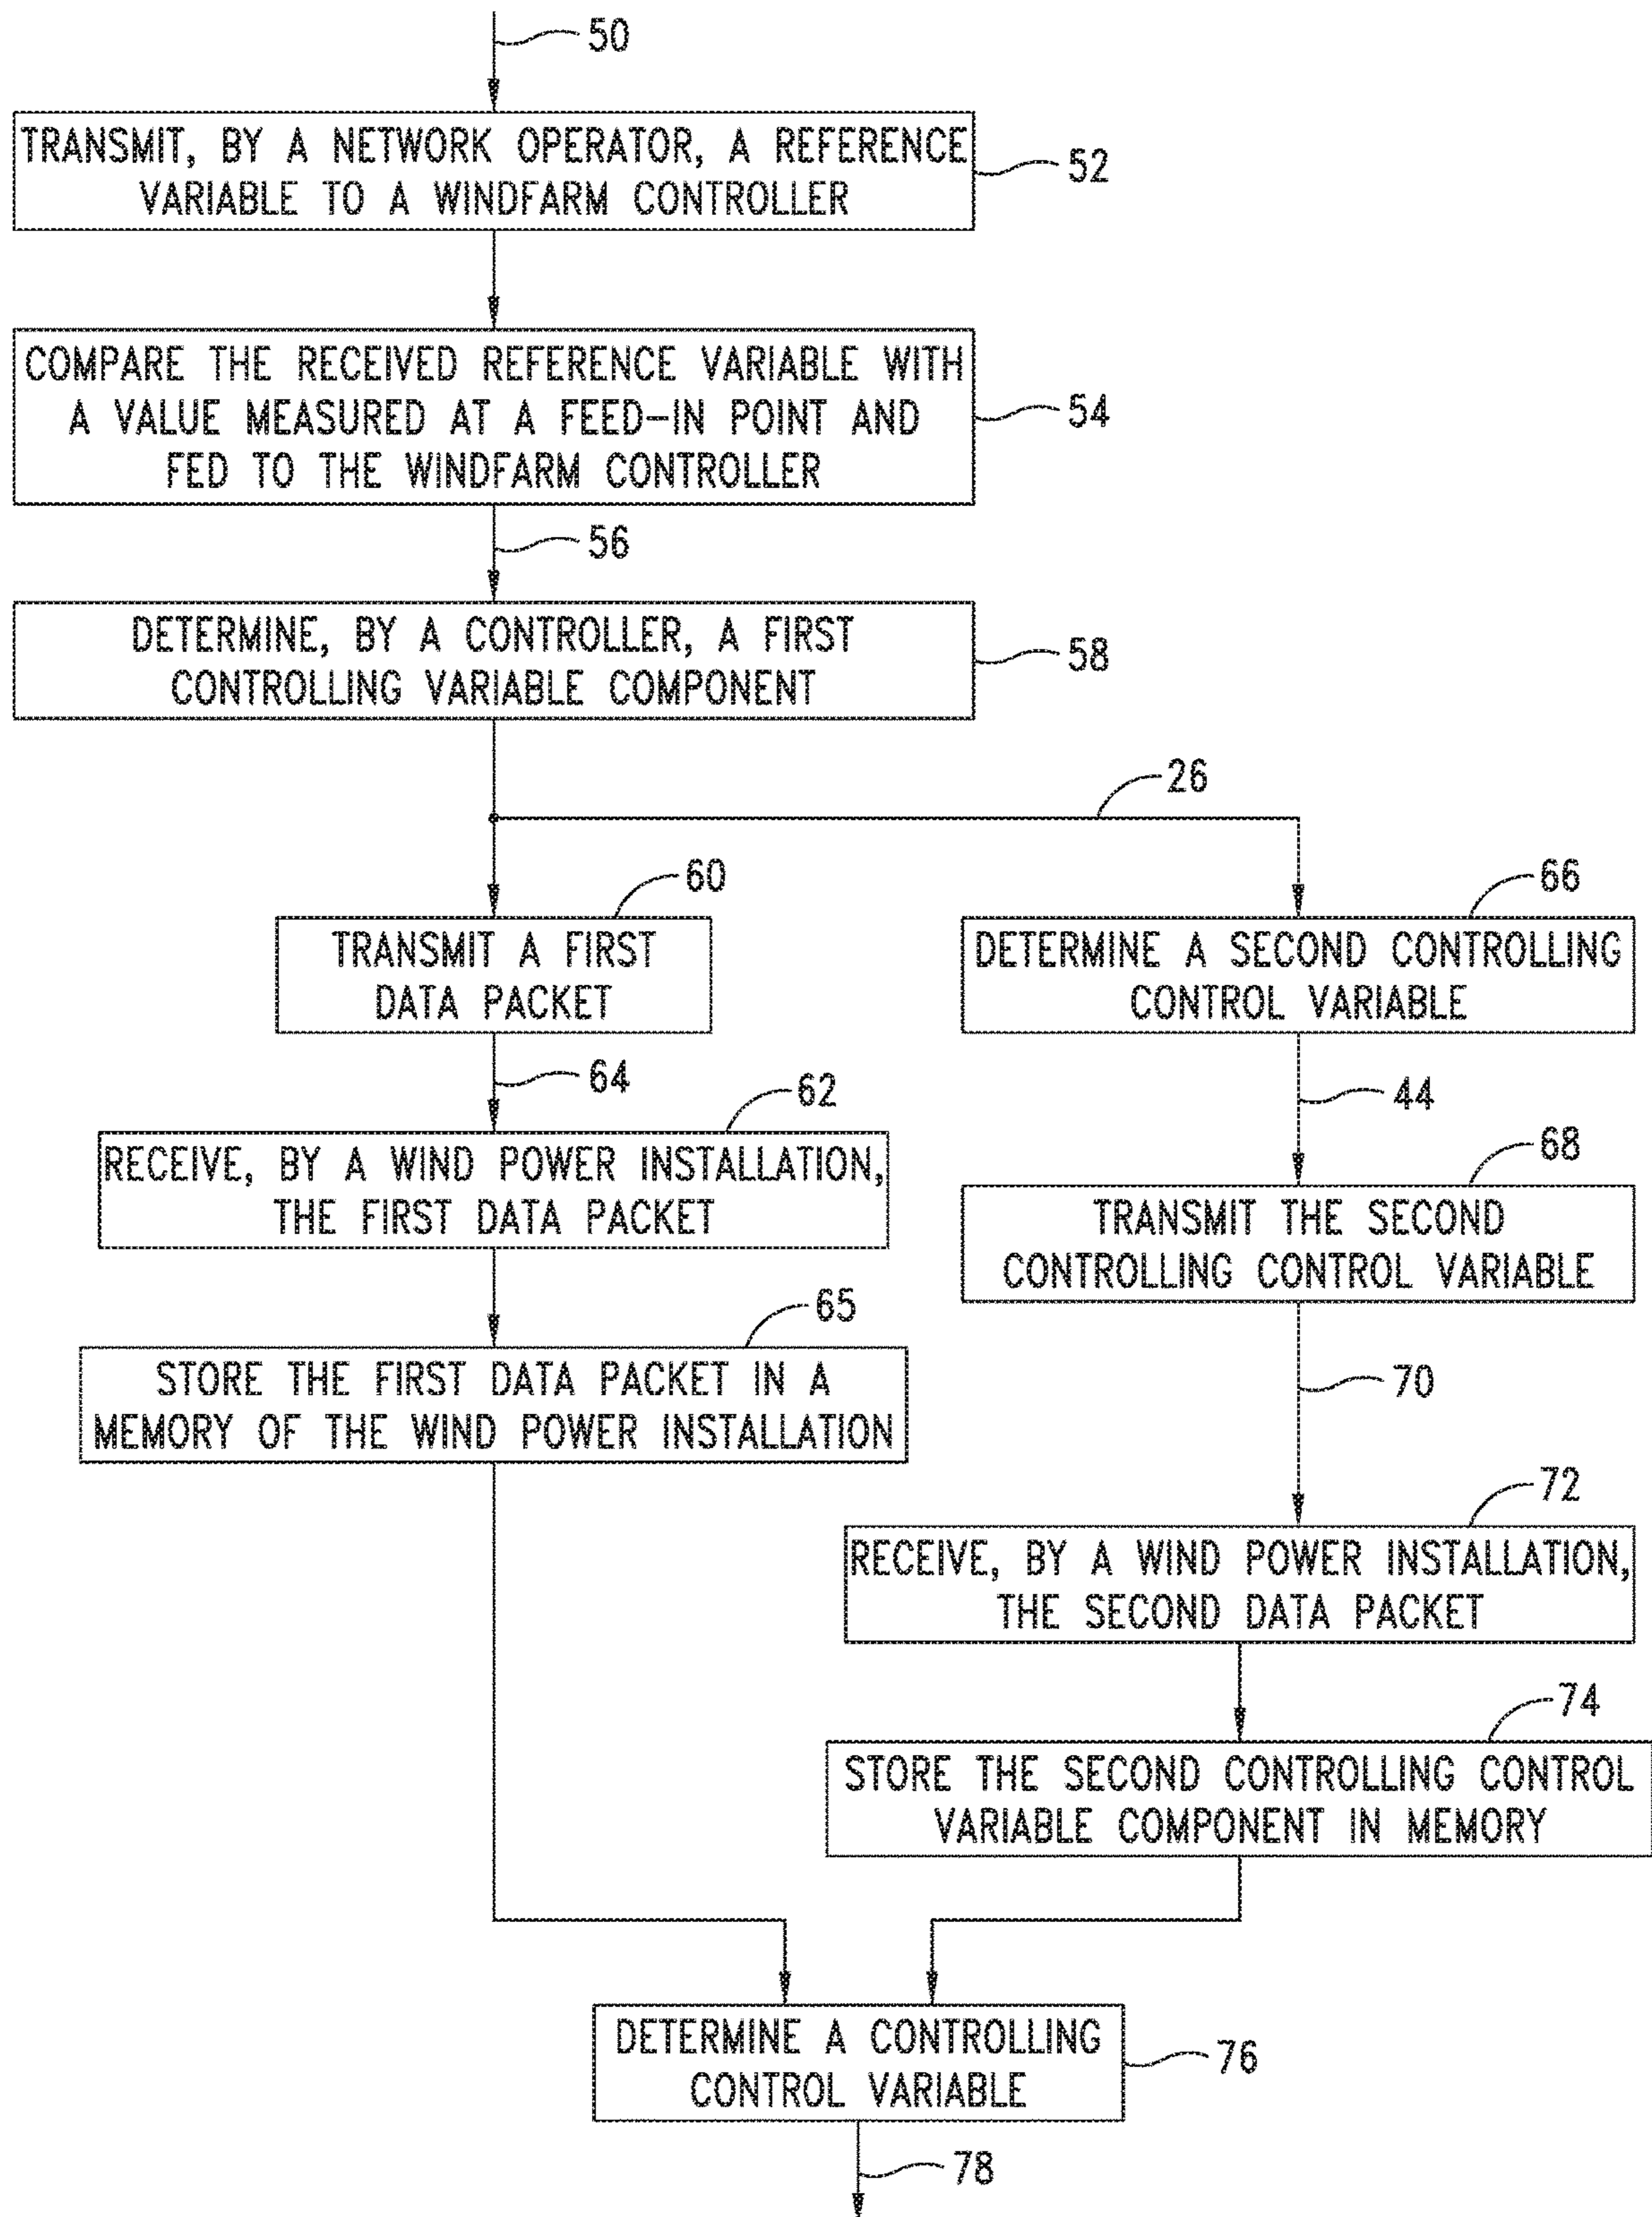 50
TRANSMIT, BY A NETWORK OPERATOR, A REFERENCE
VARIABLE TO A WINDFARM CONTROLLER
52
COMPARE THE RECEIVED REFERENCE VARIABLE WITH
A VALUE MEASURED AT A FEED-IN POINT AND
FED TO THE WINDFARM CONTROLLER
54
56
DETERMINE, BY A CONTROLLER, A FIRST
CONTROLLING VARIABLE COMPONENT
58
26
60
TRANSMIT A FIRST
DATA PACKET
64
62
RECEIVE, BY A WIND POWER INSTALLATION,
THE FIRST DATA PACKET
65
STORE THE FIRST DATA PACKET IN A
MEMORY OF THE WIND POWER INSTALLATION
66
DETERMINE A SECOND CONTROLLING
CONTROL VARIABLE
44
68
TRANSMIT THE SECOND
CONTROLLING CONTROL VARIABLE
70
72
RECEIVE, BY A WIND POWER INSTALLATION,
THE SECOND DATA PACKET
74
STORE THE SECOND CONTROLLING CONTROL
VARIABLE COMPONENT IN MEMORY
DETERMINE A CONTROLLING
CONTROL VARIABLE
76
78